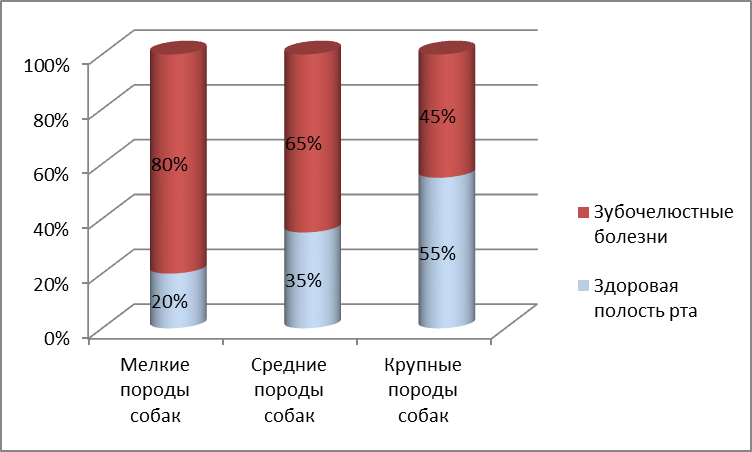 100%
80%
60%
40%
20%
0%
80%
65%
45%
20%
35%
55%
Мелкие
породы
собак
Средние
породы
собак
Крупные
породы
собак
Зубочелюстные
болезни
Здоровая
полость рта